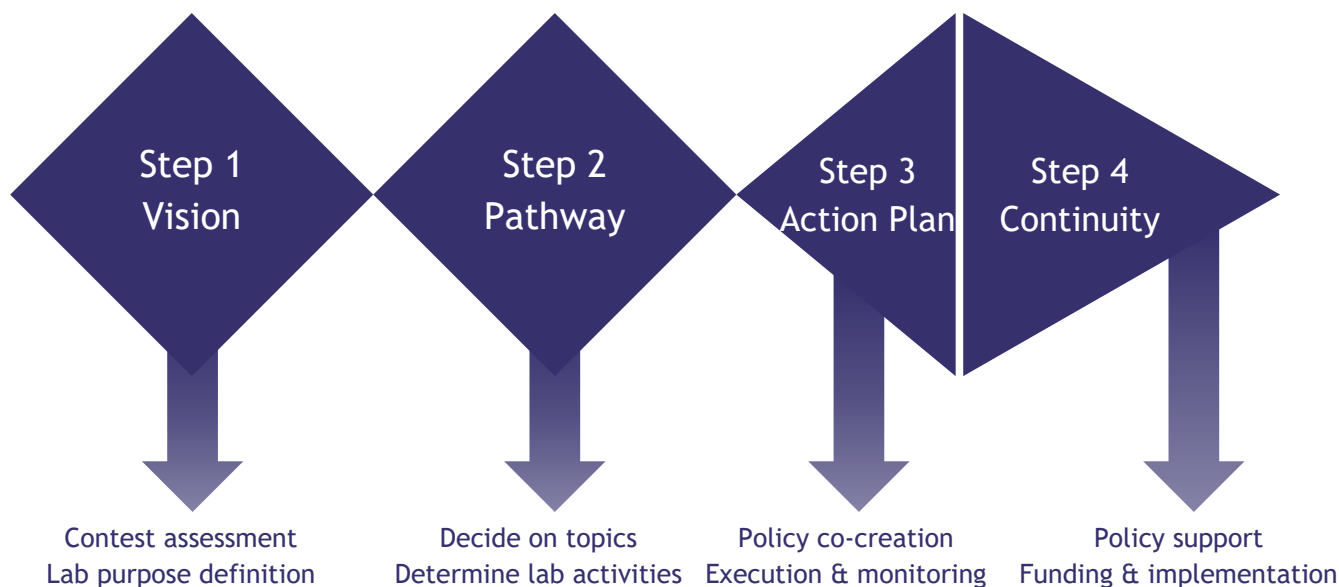 Step 1
Vision
Step 2
Pathway
Step 3
Action Plan
Step 4
Continuity
Contest assessment
Lab purpose definition
Decide on topics
Determine lab activities
Policy co-creation
Execution & monitoring
Policy support
Funding & implementation